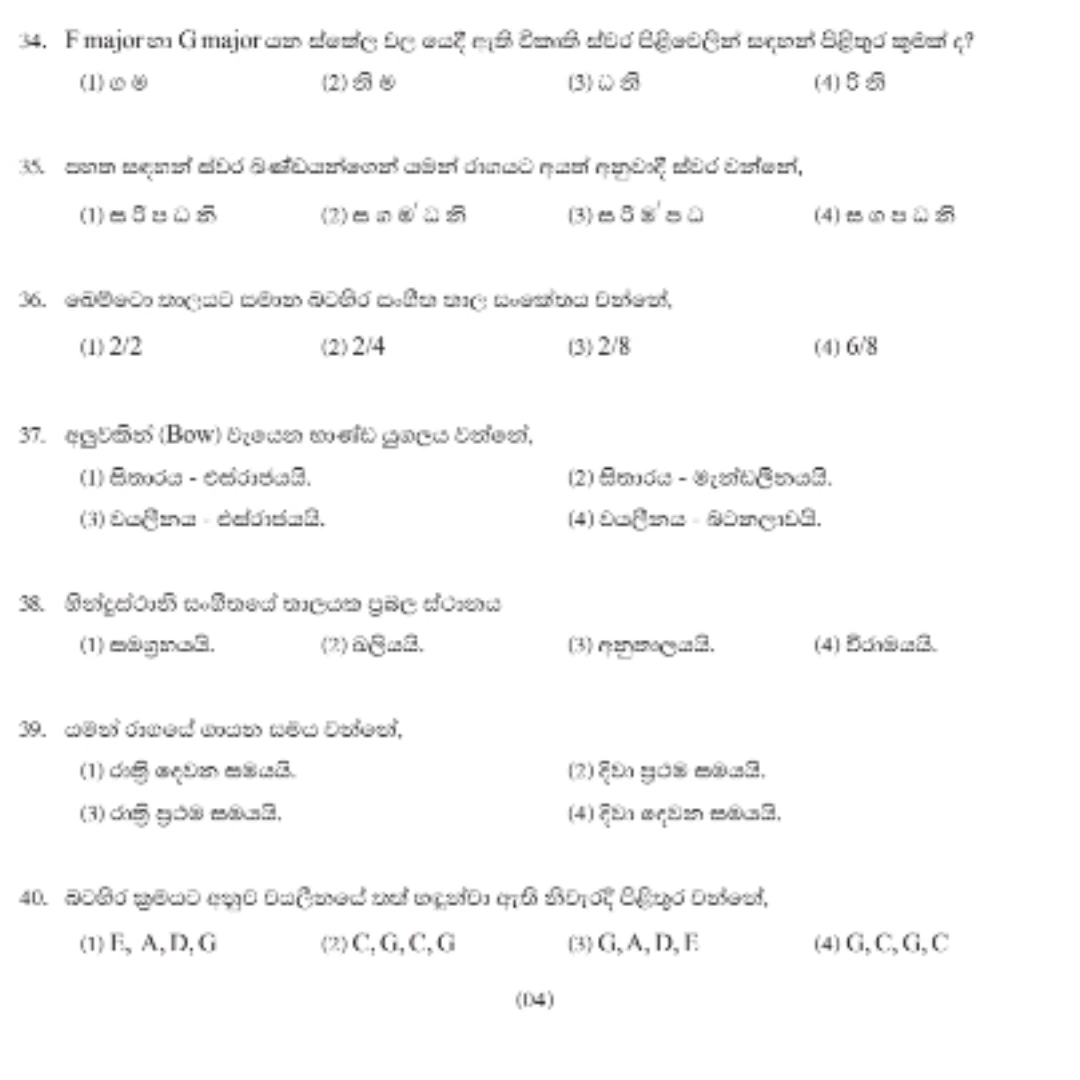 34. F major හා G major යන ස්කේල වල යෙදී ඇති විකෘති ස්වර පිළිවෙලින් සඳහන් පිළිතුර කුමක් ද?
(1) ග ම (2) නි ම (3) ධ නි (4) රි නි
35. පහත සඳහන් ස්වර ඛණ්ඩයන්ගෙන් යමන් රාගයට අයත් අනුවාදී ස්වර වන්නේ,
(1) ස රි ප ධ නි (2) ස ග ම' ධ නි (3) ස රි ම' ප ධ (4) ස ග ප ධ නි
36. ඛෙම්ටො තාලයට සමාන බටහිර සංගීත තාල සංකේතය වන්නේ,
(1) 2/2 (2) 2/4 (3) 2/8 (4) 6/8
37. අලුවකින් (Bow) වැයෙන භාණ්ඩ යුගලය වන්නේ,
(1) සිතාරය - එස්රාජයයි. (2) සිතාරය - මැන්ඩලීනයයි.
(3) වයලීනය - එස්රාජයයි. (4) වයලීනය - බටනලාවයි.
38. හින්දුස්ථානි සංගීතයේ තාලයක ප්‍රබල ස්ථානය
(1) සමග්‍රහයයි. (2) ඛලියයි. (3) අනුතාලයයි. (4) විරාමයයි.
39. යමන් රාගයේ ගායන සමය වන්නේ,
(1) රාත්‍රි දෙවන සමයයි. (2) දිවා ප්‍රථම සමයයි.
(3) රාත්‍රි ප්‍රථම සමයයි. (4) දිවා දෙවන සමයයි.
40. බටහිර ක්‍රමයට අනුව වයලීනයේ තත් හඳුන්වා ඇති නිවැරදි පිළිතුර වන්නේ,
(1) E, A, D, G (2) C, G, C, G (3) G, A, D, E (4) G, C, G, C
(04)